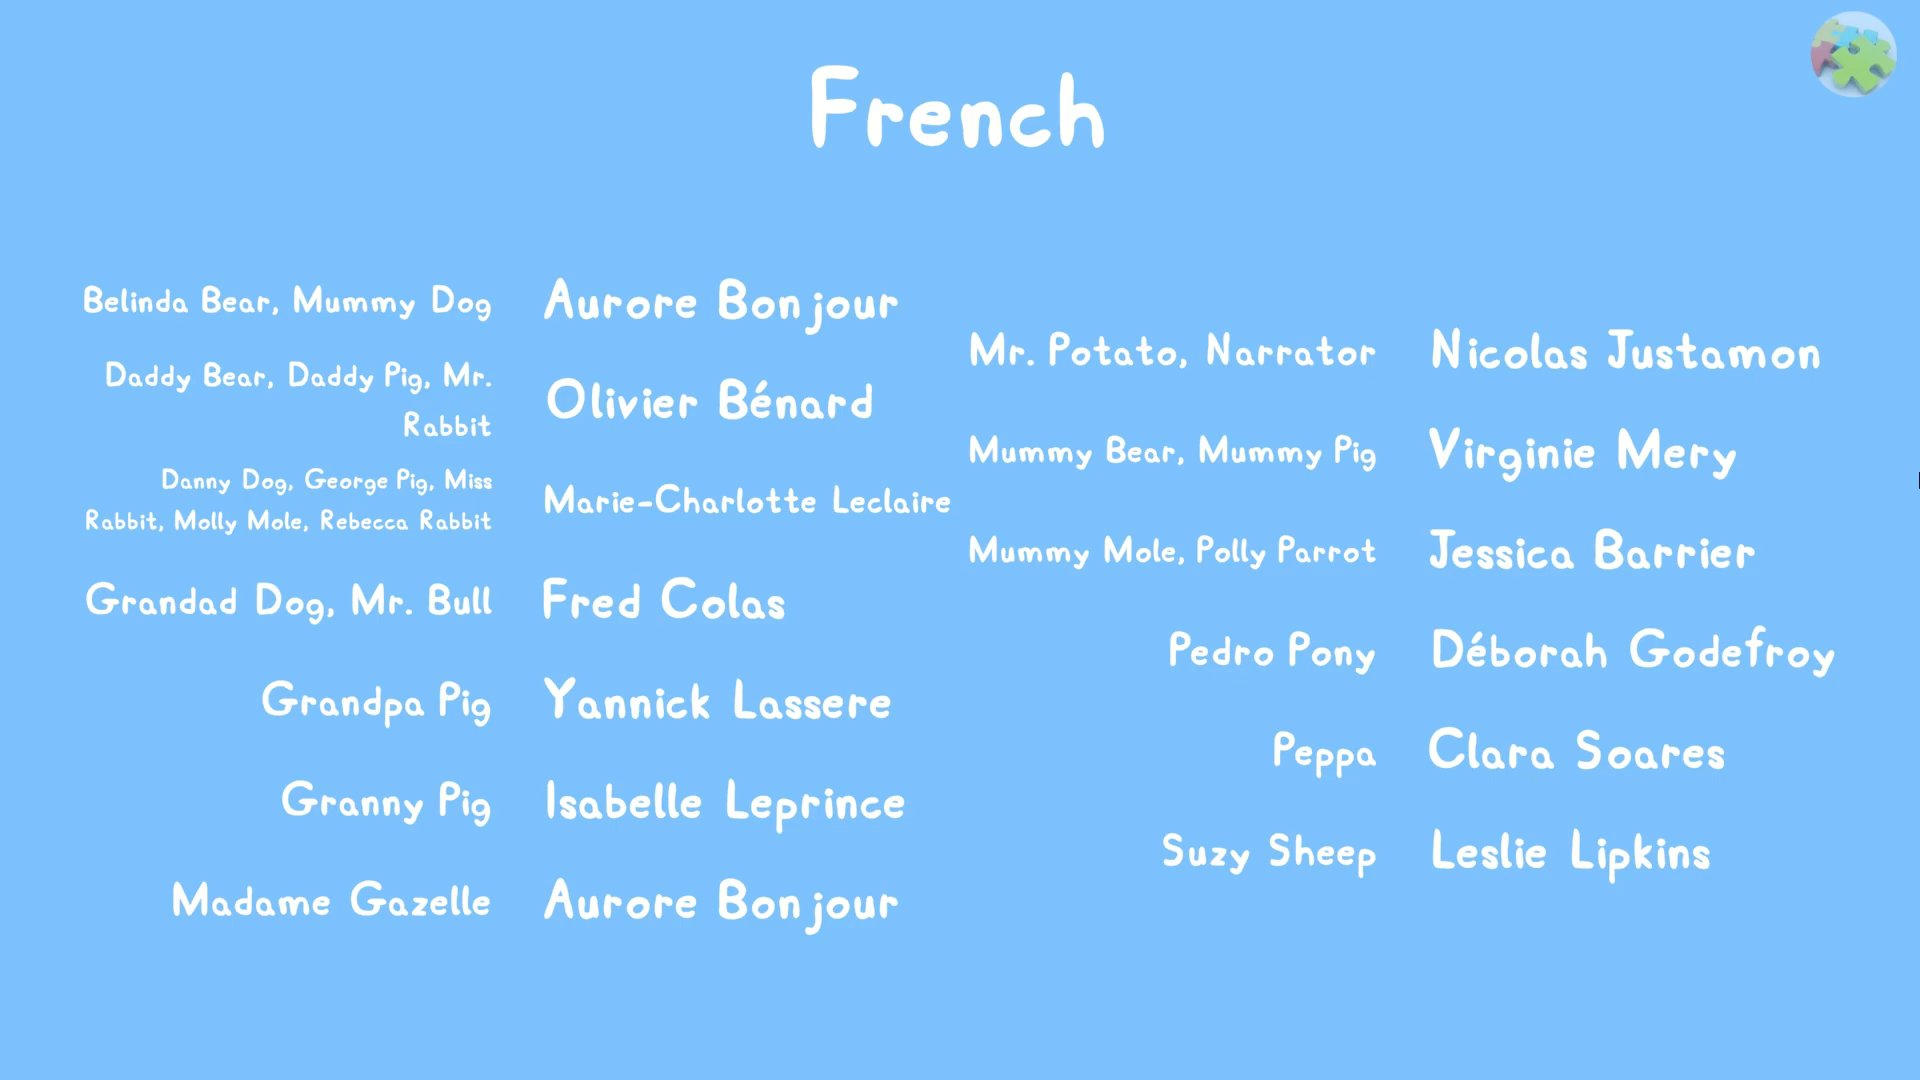 French
Belinda Bear, Mummy Dog
Aurore Bonjour
Daddy Bear, Daddy Pig, Mr.
Rabbit
Olivier Bénard
Danny Dog, George Pig, Miss
Rabbit, Molly Mole, Rebecca Rabbit
Marie-Charlotte Leclaire
Grandad Dog, Mr. Bull
Fred Colas
Grandpa Pig
Yannick Lassere
Granny Pig
Isabelle Leprince
Madame Gazelle
Aurore Bonjour
Mr. Potato, Narrator
Nicolas Justamon
Mummy Bear, Mummy Pig
Virginie Mery
Mummy Mole, Polly Parrot
Jessica Barrier
Pedro Pony
Déborah Godefroy
Peppa
Clara Soares
Suzy Sheep
Leslie Lipkins